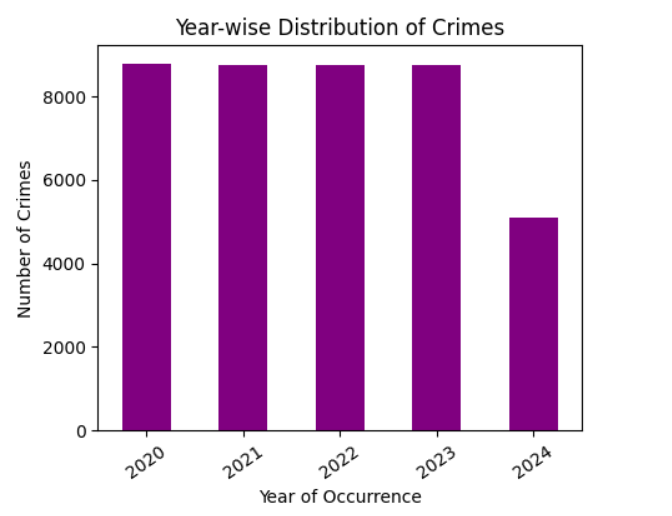 Year-wise Distribution of Crimes
8000
6000
4000
2000
0
Number of Crimes
2020 2021 2022 2023 2024
Year of Occurrence